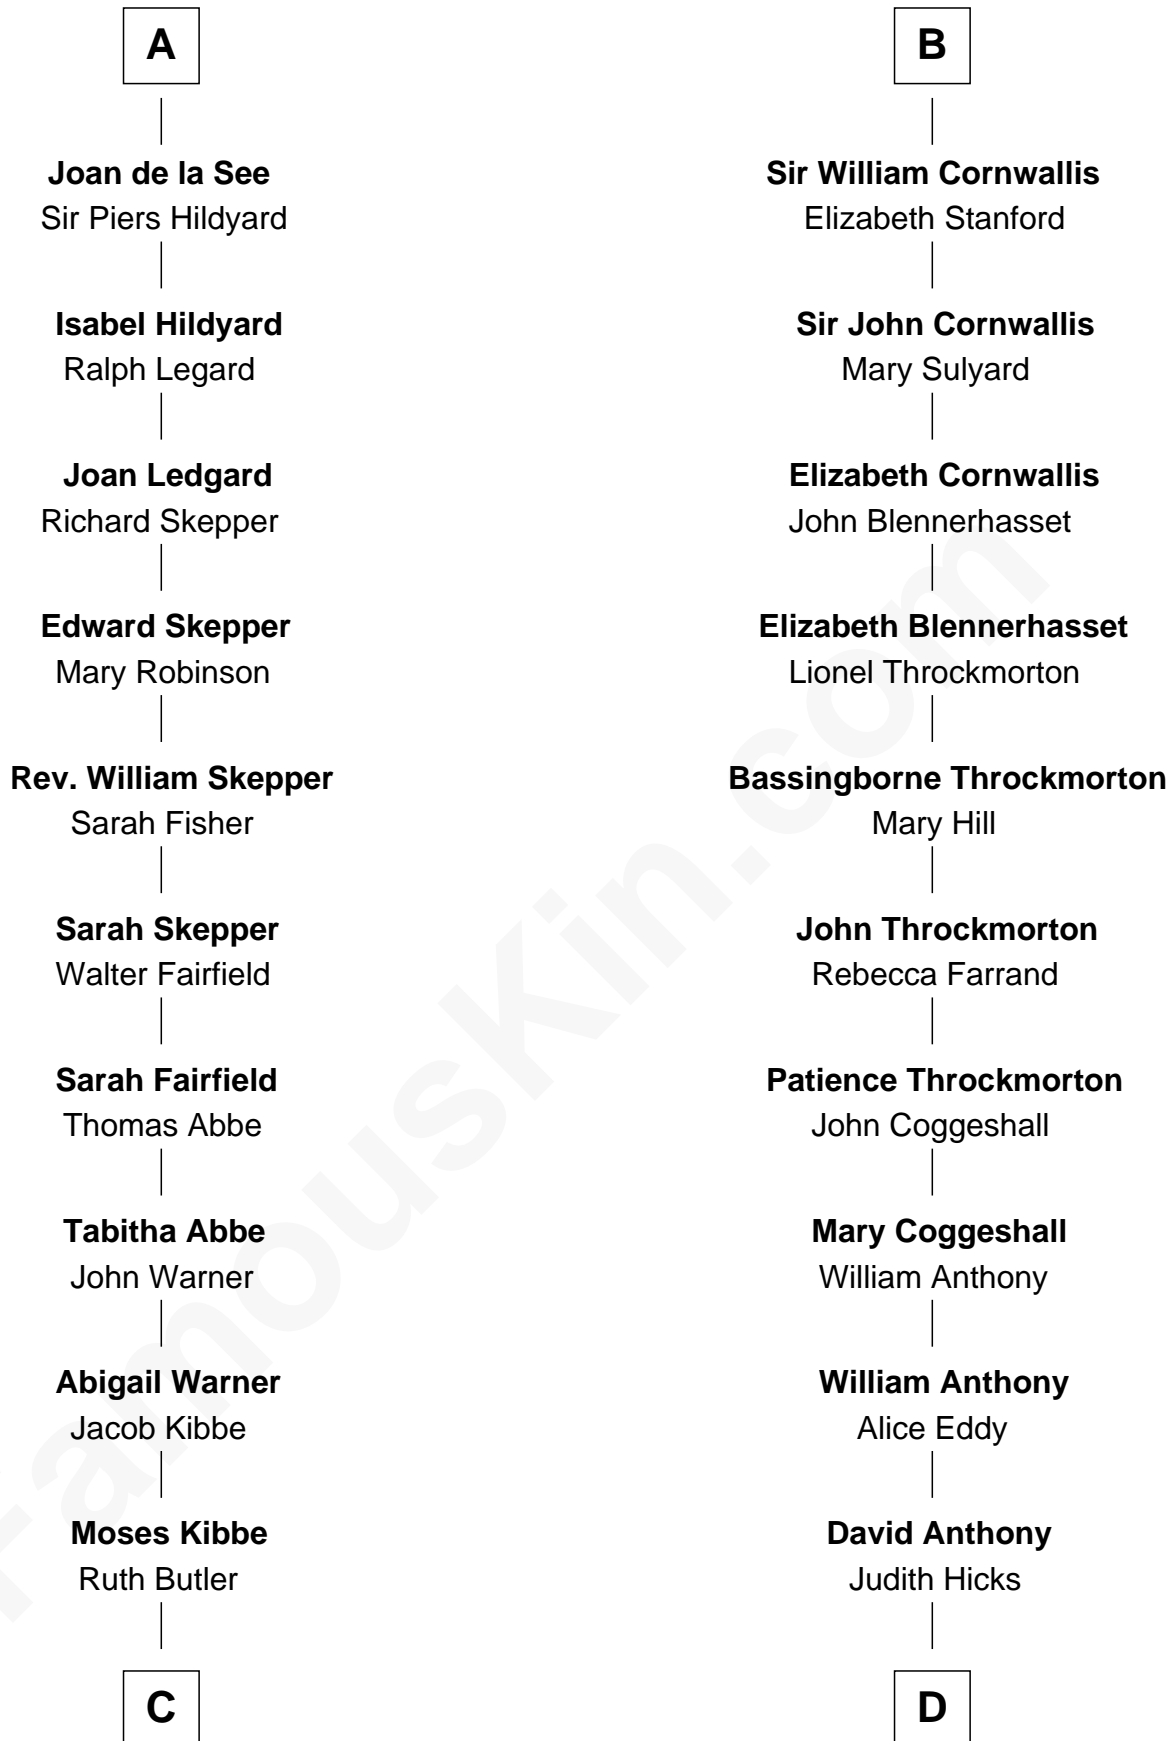 A
Joan de la See
Sir Piers Hildyard
Isabel Hildyard
Ralph Legard
Joan Ledgard
Richard Skepper
Edward Skepper
Mary Robinson
Rev. William Skepper
Sarah Fisher
Sarah Skepper
Walter Fairfield
Sarah Fairfield
Thomas Abbe
Tabitha Abbe
John Warner
Abigail Warner
Jacob Kibbe
Moses Kibbe
Ruth Butler
C
B
Sir William Cornwallis
Elizabeth Stanford
Sir John Cornwallis
Mary Sulyard
Elizabeth Cornwallis
John Blennerhasset
Elizabeth Blennerhasset
Lionel Throckmorton
Bassingborne Throckmorton
Mary Hill
John Throckmorton
Rebecca Farrand
Patience Throckmorton
John Coggeshall
Mary Coggeshall
William Anthony
William Anthony
Alice Eddy
David Anthony
Judith Hicks
D
FamousKin.com